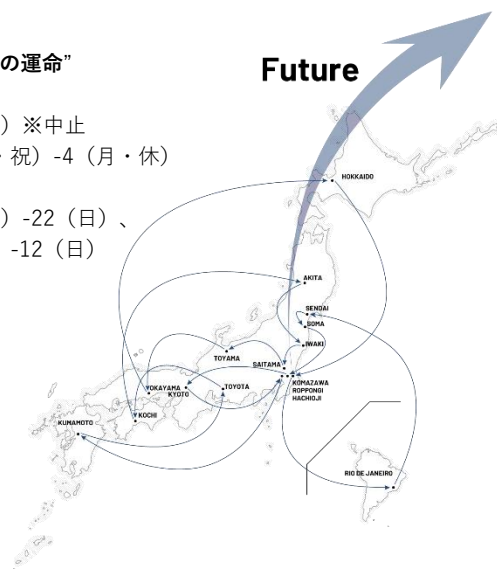 の運命”
）※中止
・祝）-4（月・休）
）-22（日）、
-12（日）
Future
HOKKAIDO
AKITA
SENDAI
SOMA
IWAKI
TOYAMA
SAITAMA
KOMAZAWA
ROPPONGI
HACHIOJI
OKAYAMA
KYOTO
TOYOTA
KOCHI
KUMAMOTO
RIO DE JANEIRO